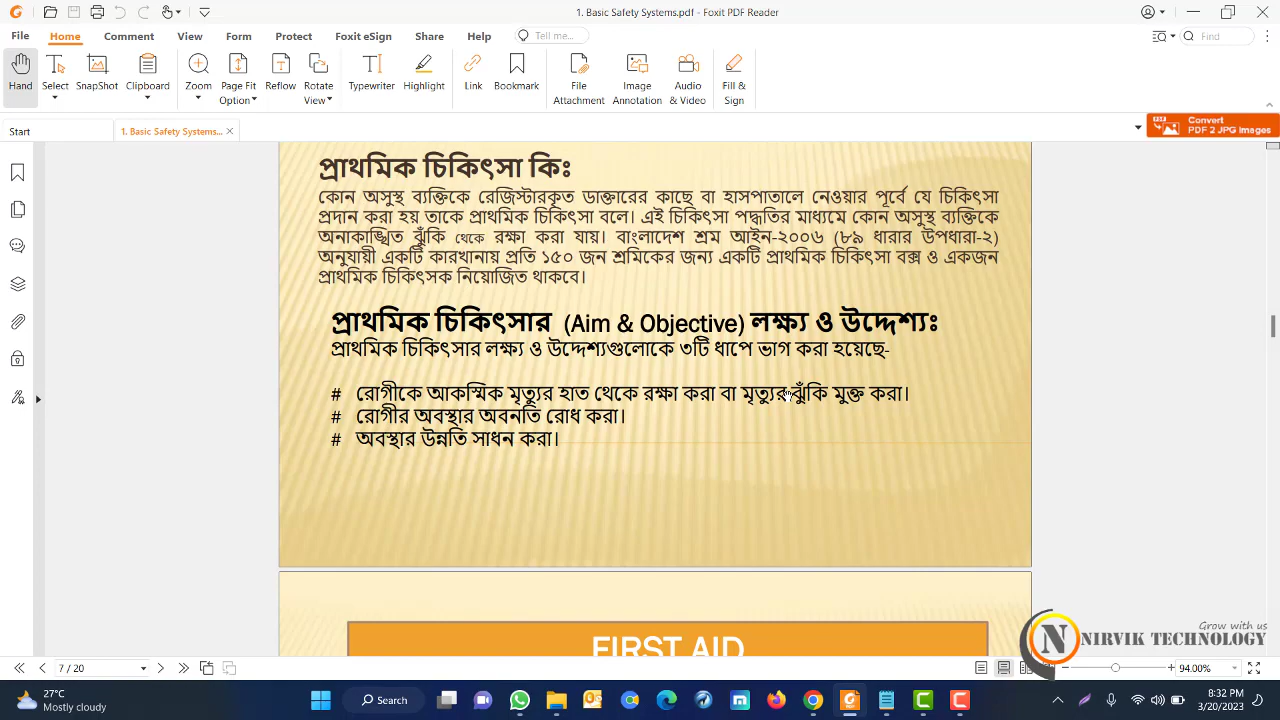 1. Basic Safety Systems.pdf - Foxit PDF Reader
File Home Comment View Form Protect Foxit eSign Share Help Tell me... Find
Hand Select SnapShot Clipboard Zoom Page Fit Option Reflow Rotate View Typewriter Highlight Link Bookmark File Attachment Image Annotation Audio & Video Fill & Sign
Start 1. Basic Safety Systems... Convert
PDF 2 JPG Images
প্রাথমিক চিকিৎসা কিঃ
কোন অসুস্থ ব্যক্তিকে রেজিস্টারকৃত ডাক্তারের কাছে বা হাসপাতালে নেওয়ার পূর্বে যে চিকিৎসা
প্রদান করা হয় তাকে প্রাথমিক চিকিৎসা বলে। এই চিকিৎসা পদ্ধতির মাধ্যমে কোন অসুস্থ ব্যক্তিকে
অনাকাঙ্খিত ঝুঁকি থেকে রক্ষা করা যায়। বাংলাদেশ শ্রম আইন-২০০৬ (৮৯ ধারার উপধারা-২)
অনুযায়ী একটি কারখানায় প্রতি ১৫০ জন শ্রমিকের জন্য একটি প্রাথমিক চিকিৎসা বক্স ও একজন
প্রাথমিক চিকিৎসক নিয়োজিত থাকবে।
প্রাথমিক চিকিৎসার (Aim & Objective) লক্ষ্য ও উদ্দেশ্যঃ
প্রাথমিক চিকিৎসার লক্ষ্য ও উদ্দেশ্যগুলোকে ৩টি ধাপে ভাগ করা হয়েছে-
# রোগীকে আকস্মিক মৃত্যুর হাত থেকে রক্ষা করা বা মৃত্যুর ঝুঁকি মুক্ত করা।
# রোগীর অবস্থার অবনতি রোধ করা।
# অবস্থার উন্নতি সাধন করা।
FIRST AID
Grow with us
NIRVIK TECHNOLOGY
7 / 20 94.00%
27°C
Mostly cloudy
Search
8:32 PM
3/20/2023